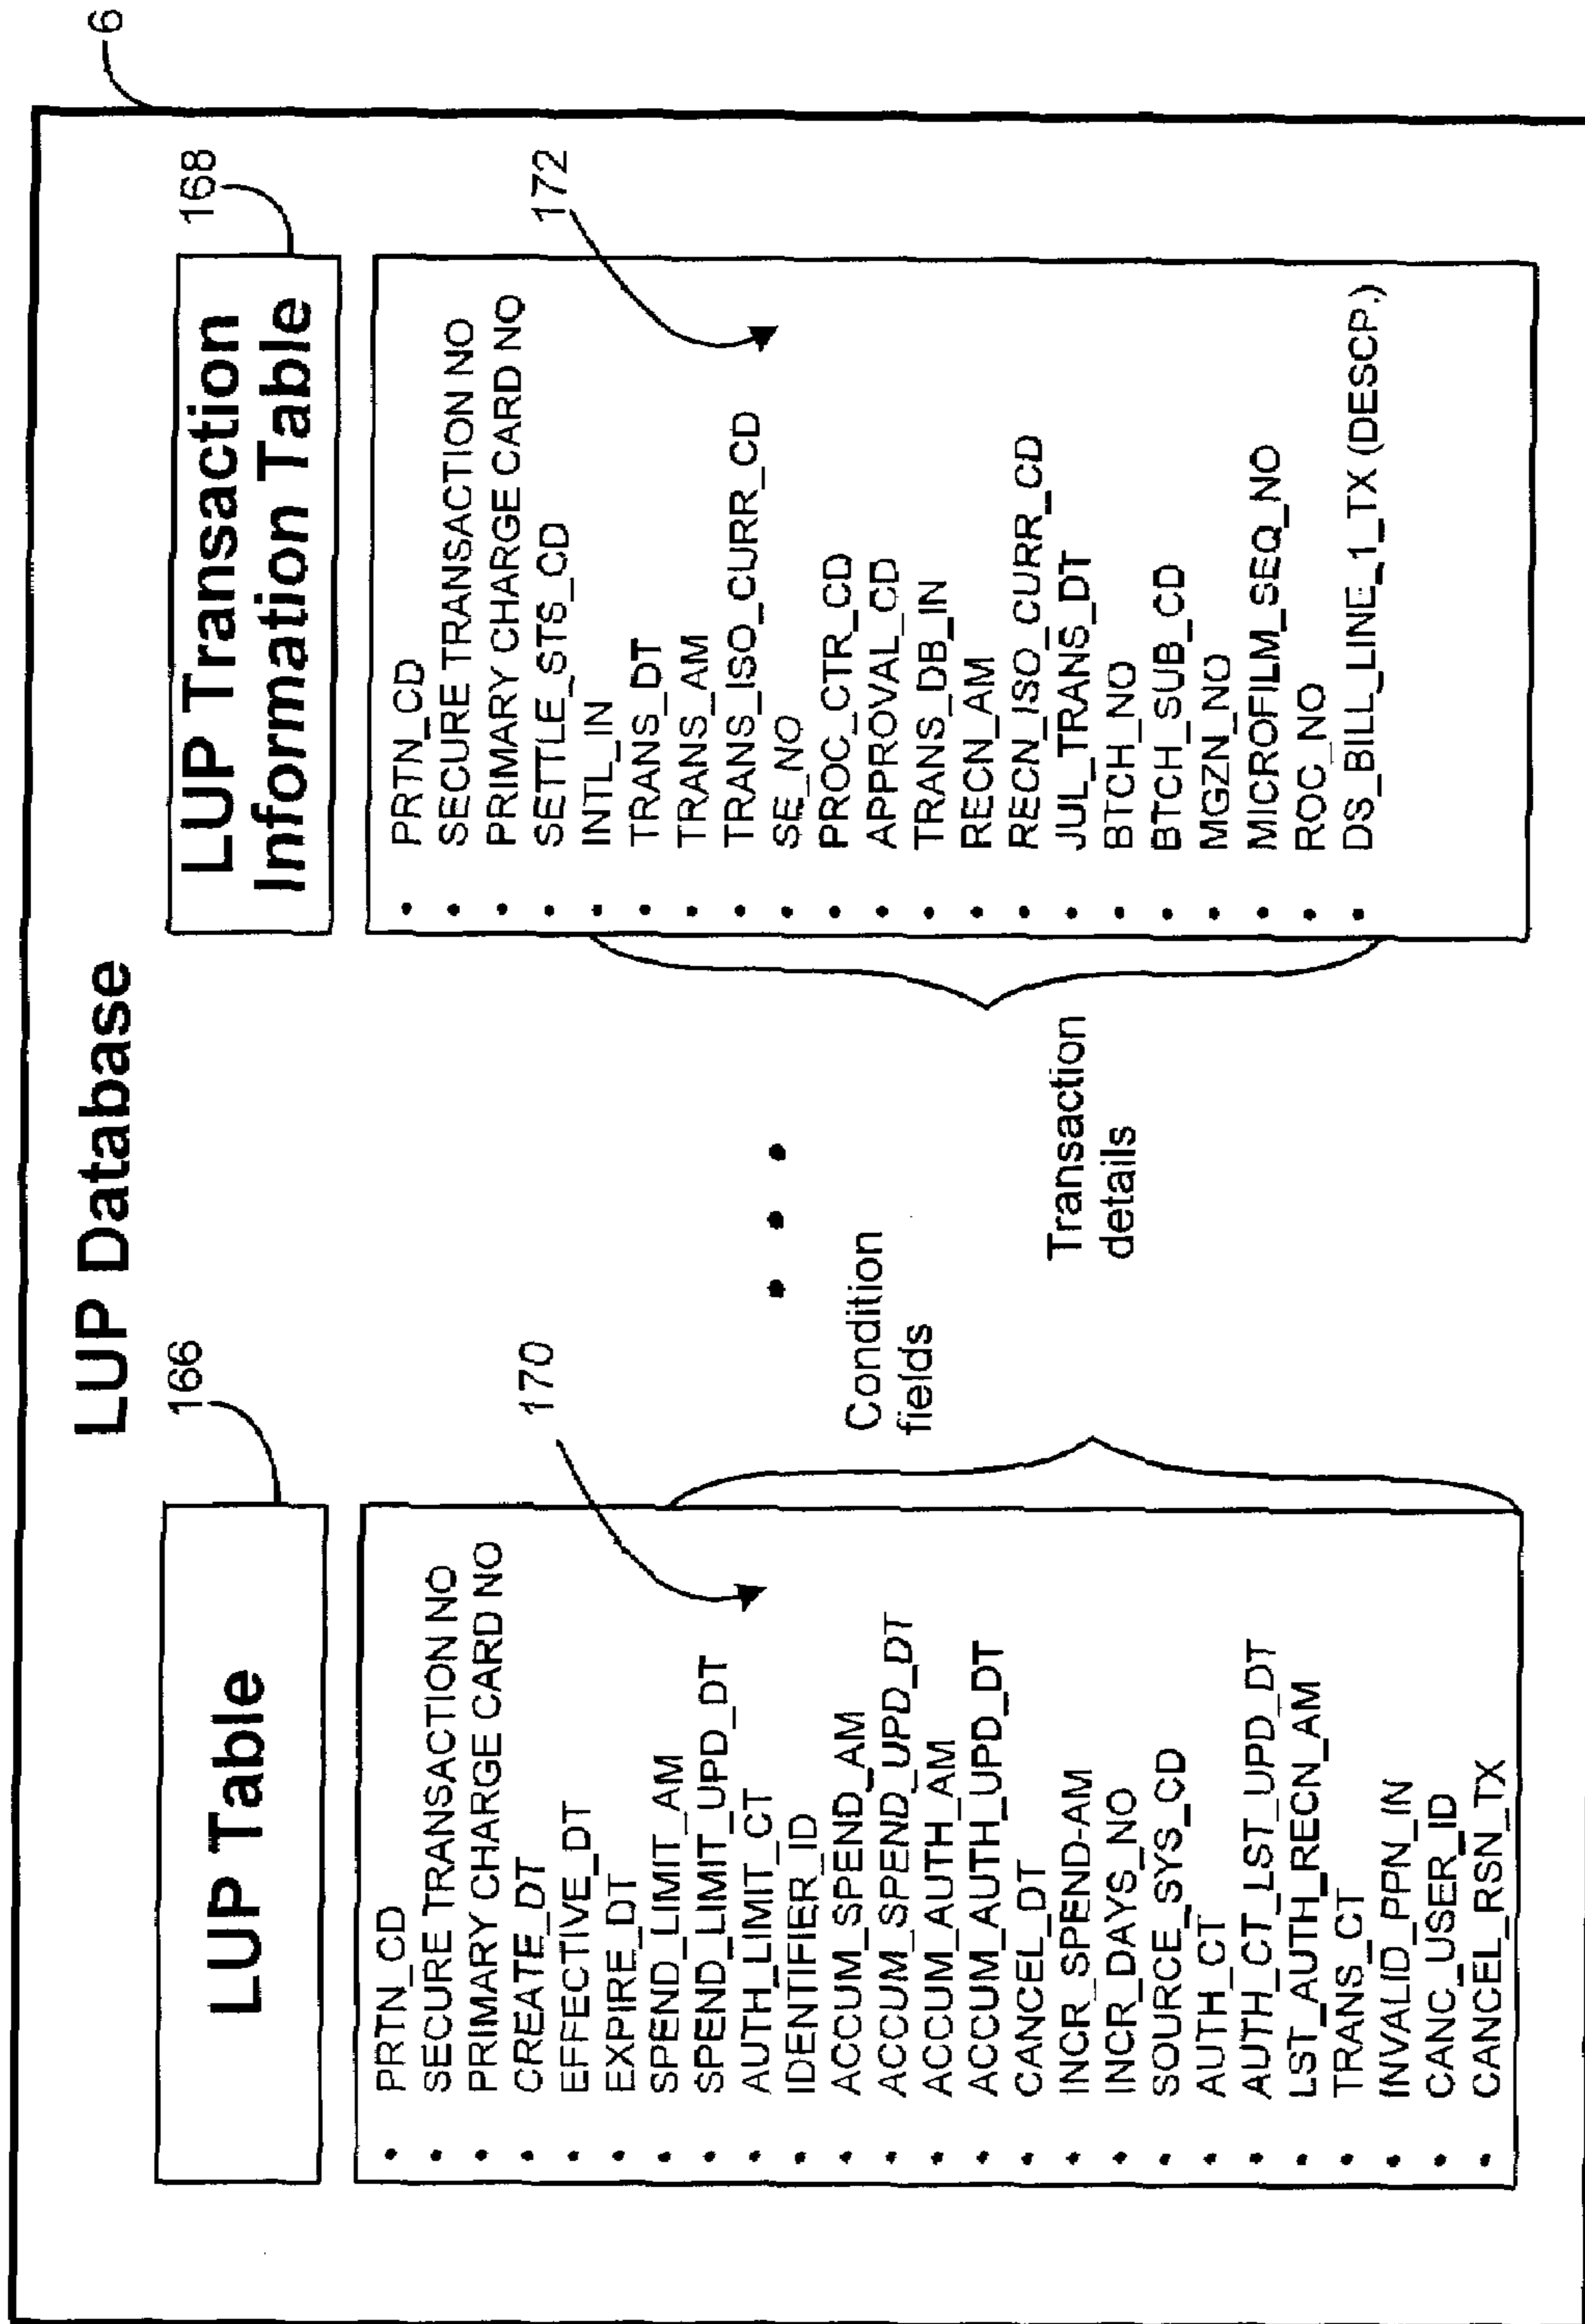 LUP Database
6
166
LUP Table
• PRTN_CD
• SECURE TRANSACTION NO
• PRIMARY CHARGE CARD NO
• CREATE_DT
• EFFECTIVE_DT
• EXPIRE_DT
• SPEND_LIMIT_AM
• SPEND_LIMIT_UPD_DT
• AUTH_LIMIT_CT
• IDENTIFIER_ID
• ACCUM_SPEND_AM
• ACCUM_SPEND_UPD_DT
• ACCUM_AUTH_AM
• ACCUM_AUTH_UPD_DT
• CANCEL_DT
• INCR_SPEND-AM
• INCR_DAYS_NO
• SOURCE_SYS_CD
• AUTH_CT
• AUTH_CT_LST_UPD_DT
• LST_AUTH_RECN_AM
• TRANS_CT
• INVALID_PPN_IN
• CANC_USER_ID
• CANCEL_RSN_TX
170
Condition
fields
• • •
168
LUP Transaction
Information Table
• PRTN_CD
• SECURE TRANSACTION NO
• PRIMARY CHARGE CARD NO
• SETTLE_STS_CD
• INTL_IN
• TRANS_DT
• TRANS_AM
• TRANS_ISO_CURR_CD
• SE_NO
• PROC_CTR_CD
• APPROVAL_CD
• TRANS_DB_IN
• RECN_AM
• RECN_ISO_CURR_CD
• JUL_TRANS_DT
• BTCH_NO
• BTCH_SUB_CD
• MGZN_NO
• MICROFILM_SEQ_NO
• ROC_NO
• DS_BILL_LINE_1_TX (DESCP.)
172
Transaction
details